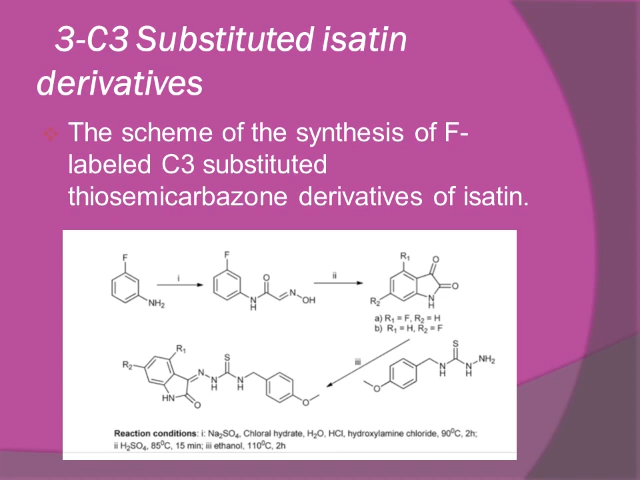 3-C3 Substituted isatin
derivatives
The scheme of the synthesis of F-
labeled C3 substituted
thiosemicarbazone derivatives of isatin.
F
NH₂
i
F
N
H
O
N
OH
ii
R₁
O
O
R₂
N
H
a) R₁ = F, R₂ = H
b) R₁ = H, R₂ = F
R₂
R₁
N
N
H
S
N
H
HN
O
O
iii
O
S
N
H
N
H
NH₂
Reaction conditions: i: Na₂SO₄, Chloral hydrate, H₂O, HCl, hydroxylamine chloride, 90⁰C, 2h;
ii H₂SO₄, 85⁰C, 15 min; iii ethanol, 110⁰C, 2h